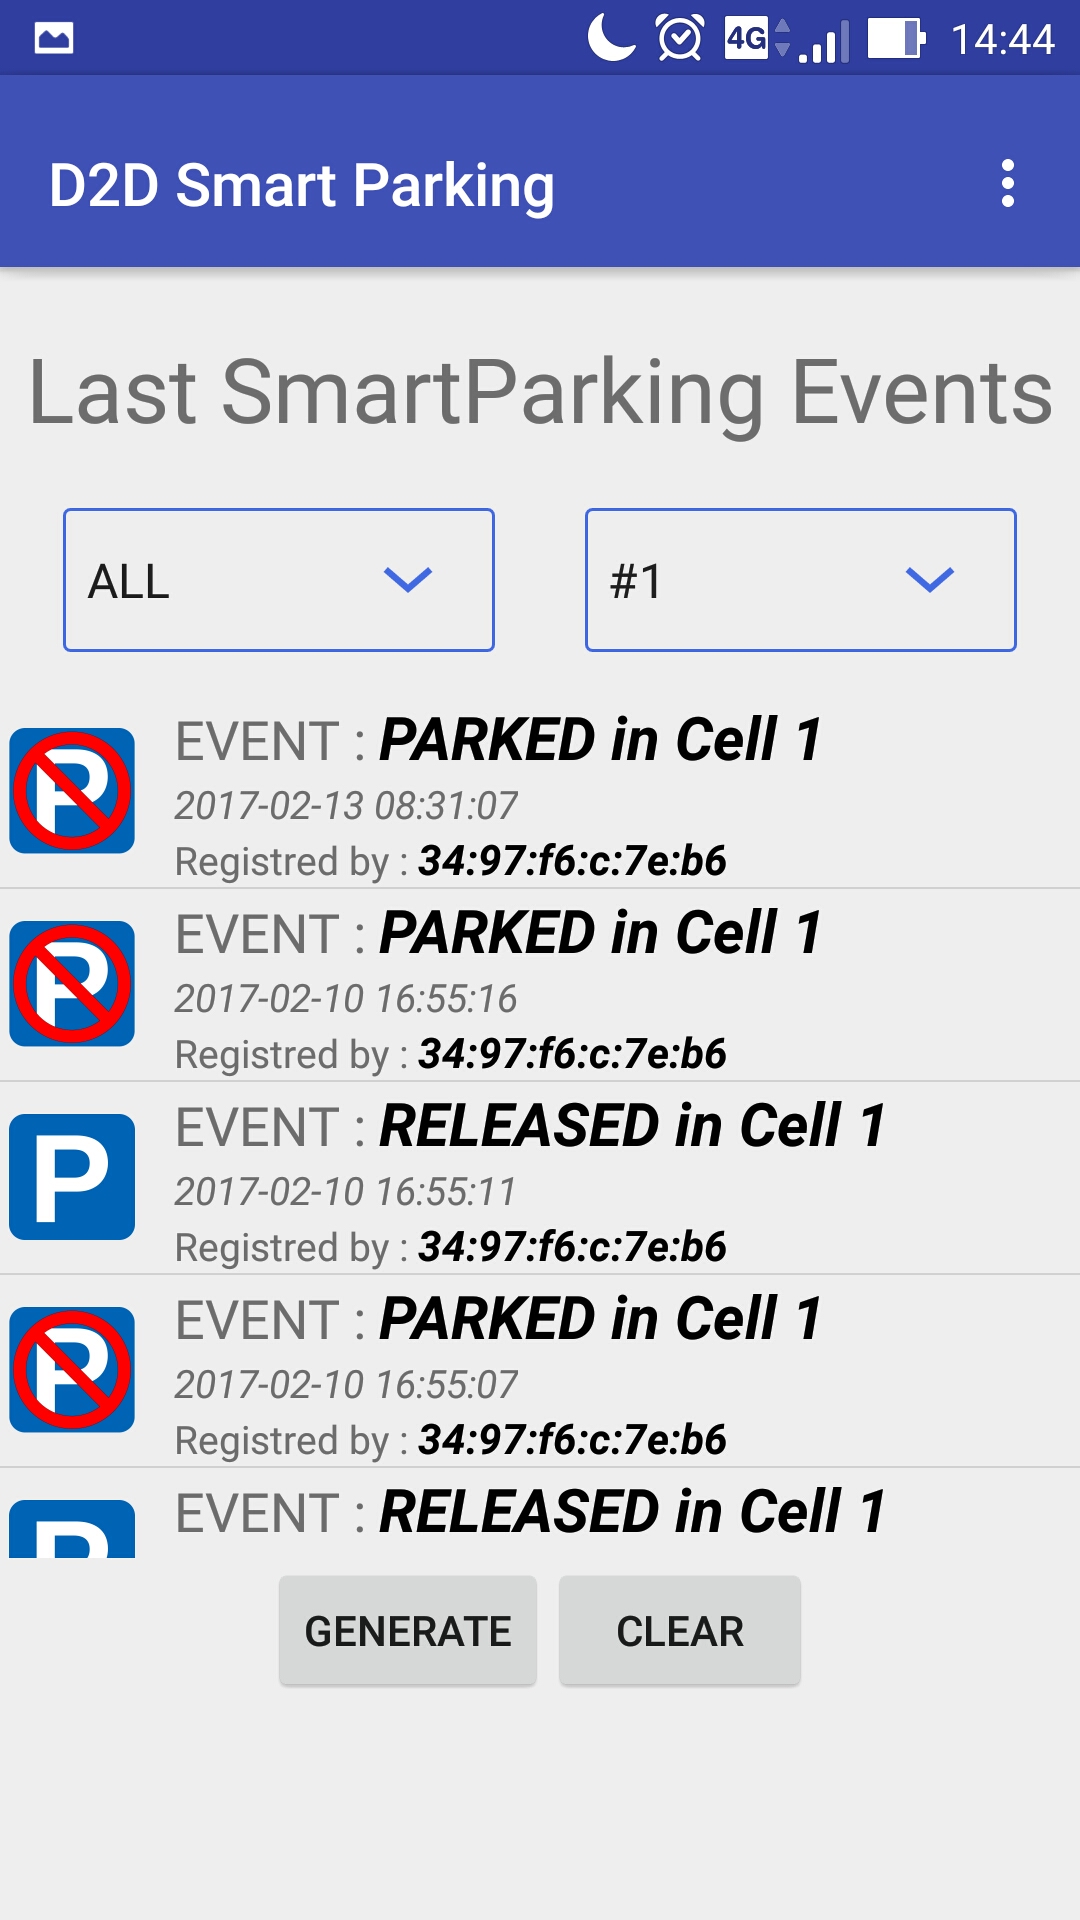 4G 14:44
D2D Smart Parking
Last SmartParking Events
ALL #1
P EVENT : PARKED in Cell 1
2017-02-13 08:31:07
Registred by : 34:97:f6:c:7e:b6
P EVENT : PARKED in Cell 1
2017-02-10 16:55:16
Registred by : 34:97:f6:c:7e:b6
P EVENT : RELEASED in Cell 1
2017-02-10 16:55:11
Registred by : 34:97:f6:c:7e:b6
P EVENT : PARKED in Cell 1
2017-02-10 16:55:07
Registred by : 34:97:f6:c:7e:b6
P EVENT : RELEASED in Cell 1
GENERATE CLEAR